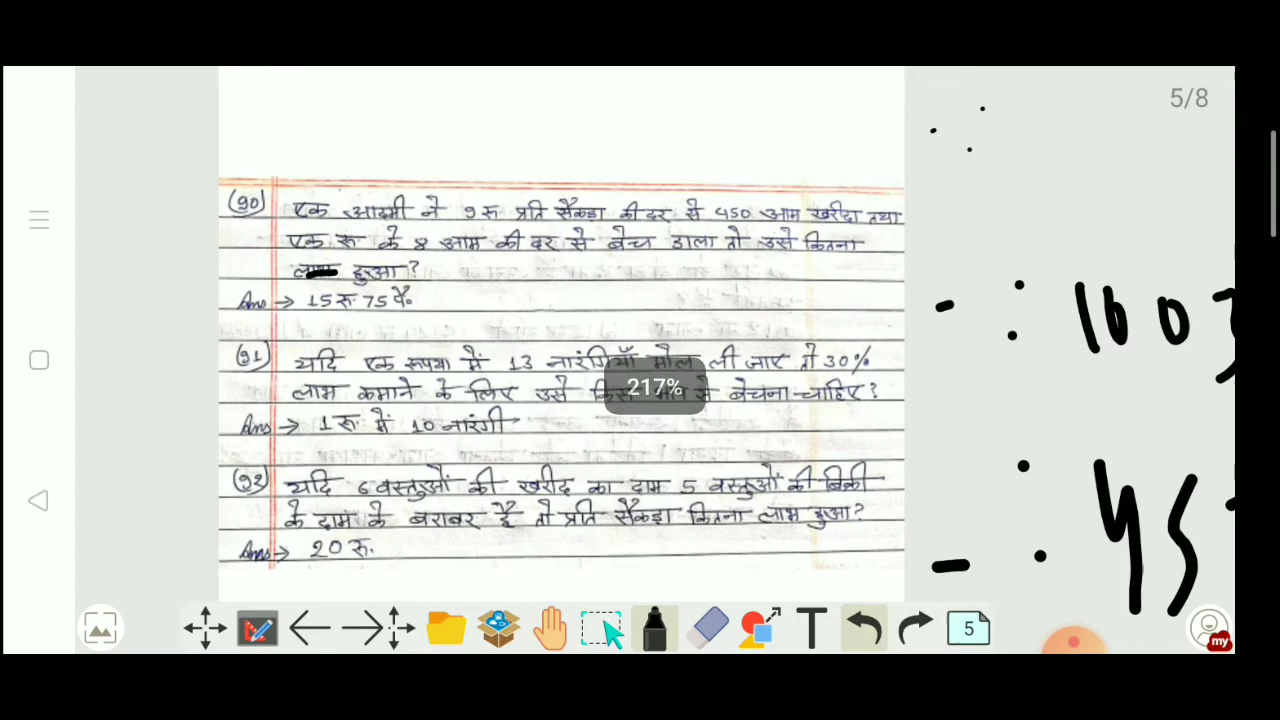 5/8
(90) एक आदमी ने 9 रु प्रति सैकड़ा की दर से 450 आम खरीदा तथा
एक रु के 8 आम की दर से बेच डाला तो उसे कितना
लाभ हुआ?
Ans → 15 रु 75 पै०
(91) यदि एक रूपया में 13 नारंगियाँ मोल ली जाए तो 30%
लाभ कमाने के लिए उसे किस से बेचना चाहिए?
217%
Ans → 1 रु में 10 नारंगी
(92) यदि 6 वस्तुओं की खरीद का दाम 5 वस्तुओं की बिक्री
के दाम के बराबर है तो प्रति सैकड़ा कितना लाभ हुआ?
Ans → 20 रु.
- : 100
- : 45
T
5
my